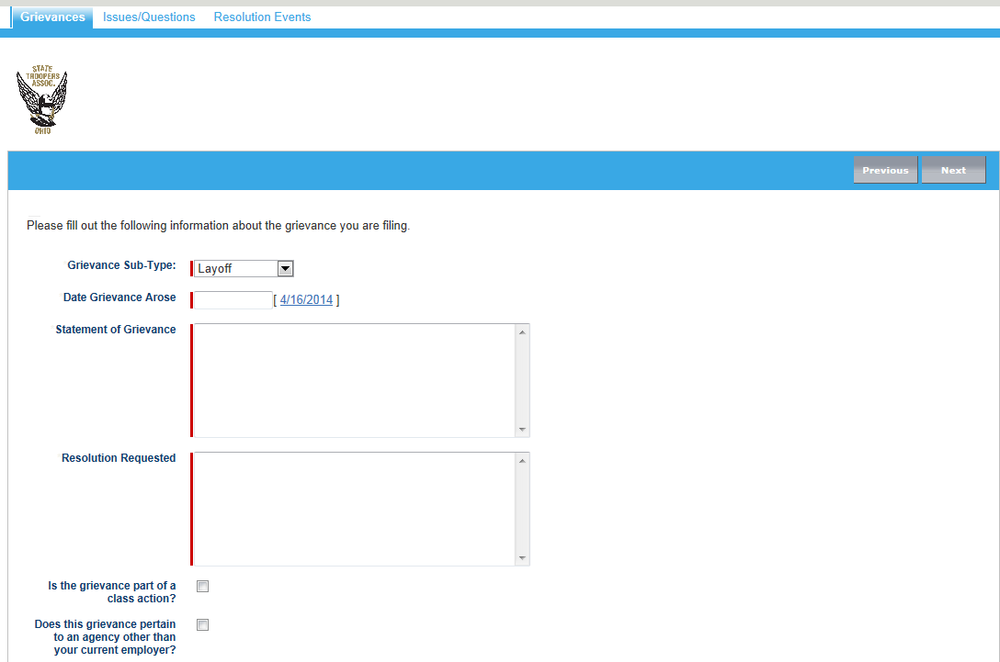 Grievances Issues/Questions Resolution Events
STATE
TROOPERS
ASSOC.
OHIO
Previous Next
Please fill out the following information about the grievance you are filing.
Grievance Sub-Type: Layoff
Date Grievance Arose [ 4/16/2014 ]
Statement of Grievance
Resolution Requested
Is the grievance part of a
class action?
Does this grievance pertain
to an agency other than
your current employer?